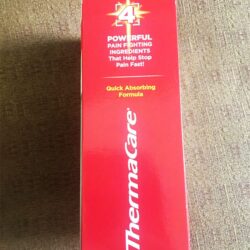 4
POWERFUL
PAIN FIGHTING
INGREDIENTS
That Help Stop
Pain Fast!
Quick Absorbing
Formula
ThermaCare®